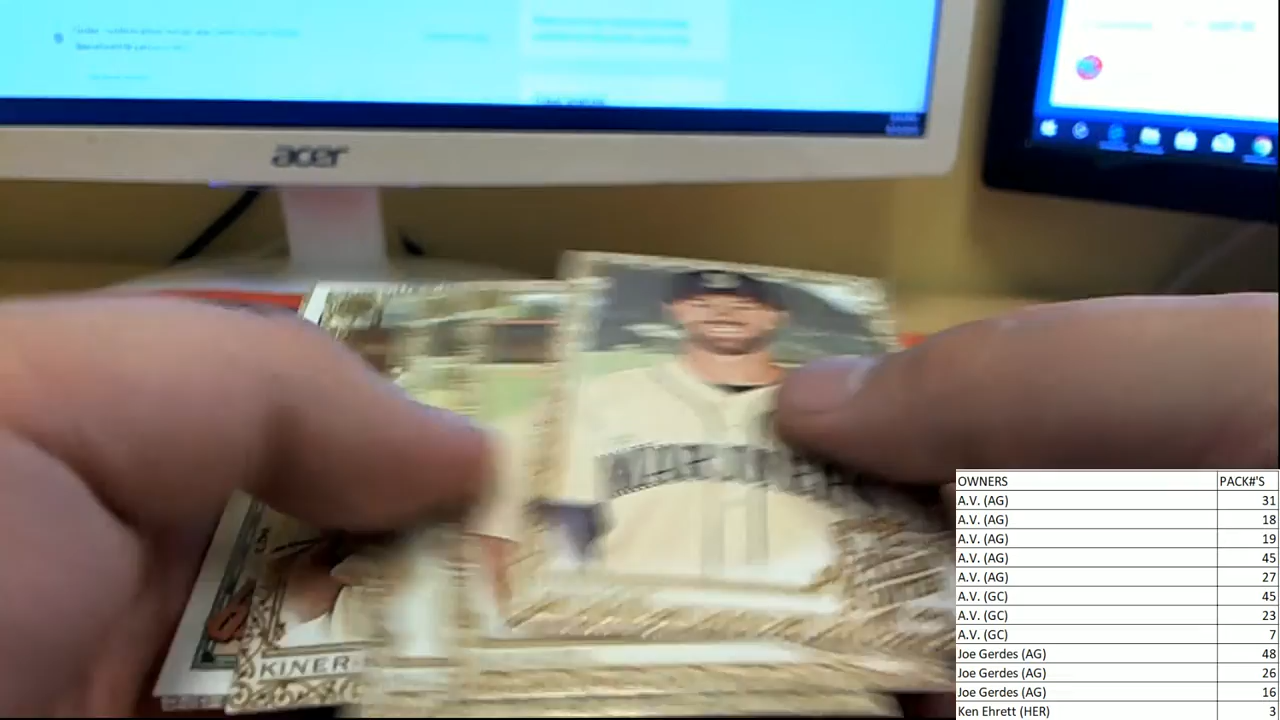 acer
MARINERS
KINER
OWNERS PACK#'S
A.V. (AG) 31
A.V. (AG) 18
A.V. (AG) 19
A.V. (AG) 45
A.V. (AG) 27
A.V. (GC) 45
A.V. (GC) 23
A.V. (GC) 7
Joe Gerdes (AG) 48
Joe Gerdes (AG) 26
Joe Gerdes (AG) 16
Ken Ehrett (HER) 3